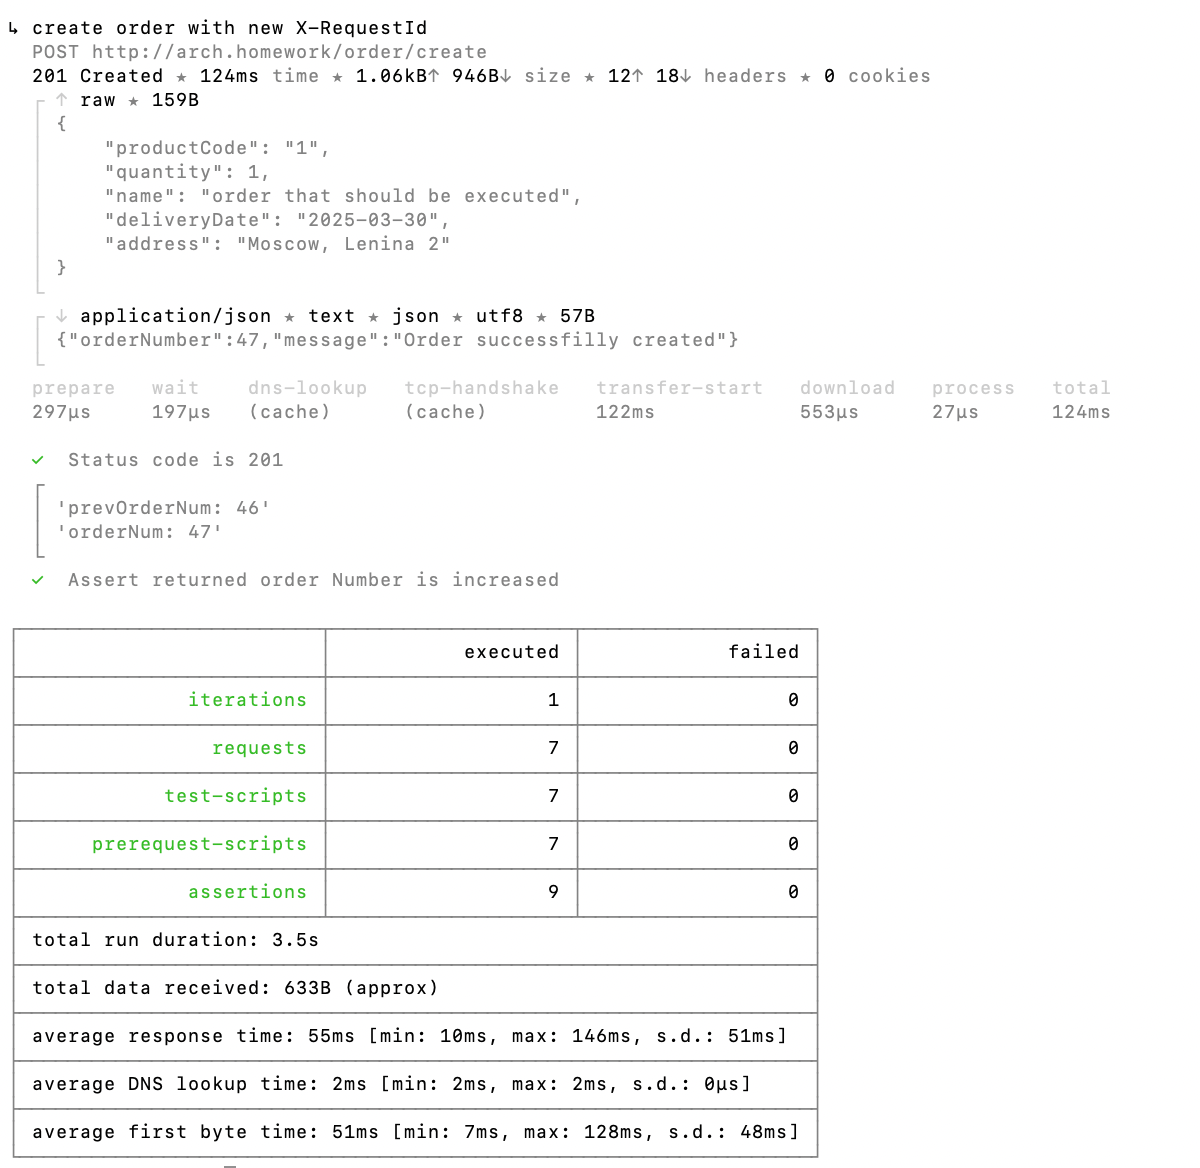 ↳ create order with new X-RequestId
POST http://arch.homework/order/create
201 Created ★ 124ms time ★ 1.06kB↑ 946B↓ size ★ 12↑ 18↓ headers ★ 0 cookies
↑ raw ★ 159B
{
"productCode": "1",
"quantity": 1,
"name": "order that should be executed",
"deliveryDate": "2025-03-30",
"address": "Moscow, Lenina 2"
}
↓ application/json ★ text ★ json ★ utf8 ★ 57B
{"orderNumber":47,"message":"Order successfilly created"}
prepare wait dns-lookup tcp-handshake transfer-start download process total
297µs 197µs (cache) (cache) 122ms 553µs 27µs 124ms
✓ Status code is 201
'prevOrderNum: 46'
'orderNum: 47'
✓ Assert returned order Number is increased
executed failed
iterations 1 0
requests 7 0
test-scripts 7 0
prerequest-scripts 7 0
assertions 9 0
total run duration: 3.5s
total data received: 633B (approx)
average response time: 55ms [min: 10ms, max: 146ms, s.d.: 51ms]
average DNS lookup time: 2ms [min: 2ms, max: 2ms, s.d.: 0µs]
average first byte time: 51ms [min: 7ms, max: 128ms, s.d.: 48ms]